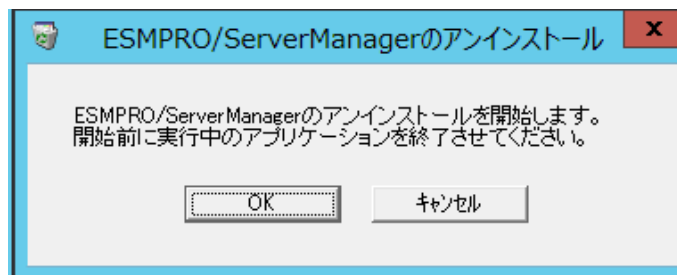 ESMPRO/ServerManagerのアンインストール
x
ESMPRO/ServerManagerのアンインストールを開始します。
開始前に実行中のアプリケーションを終了させてください。
OK
ｷｬﾝｾﾙ